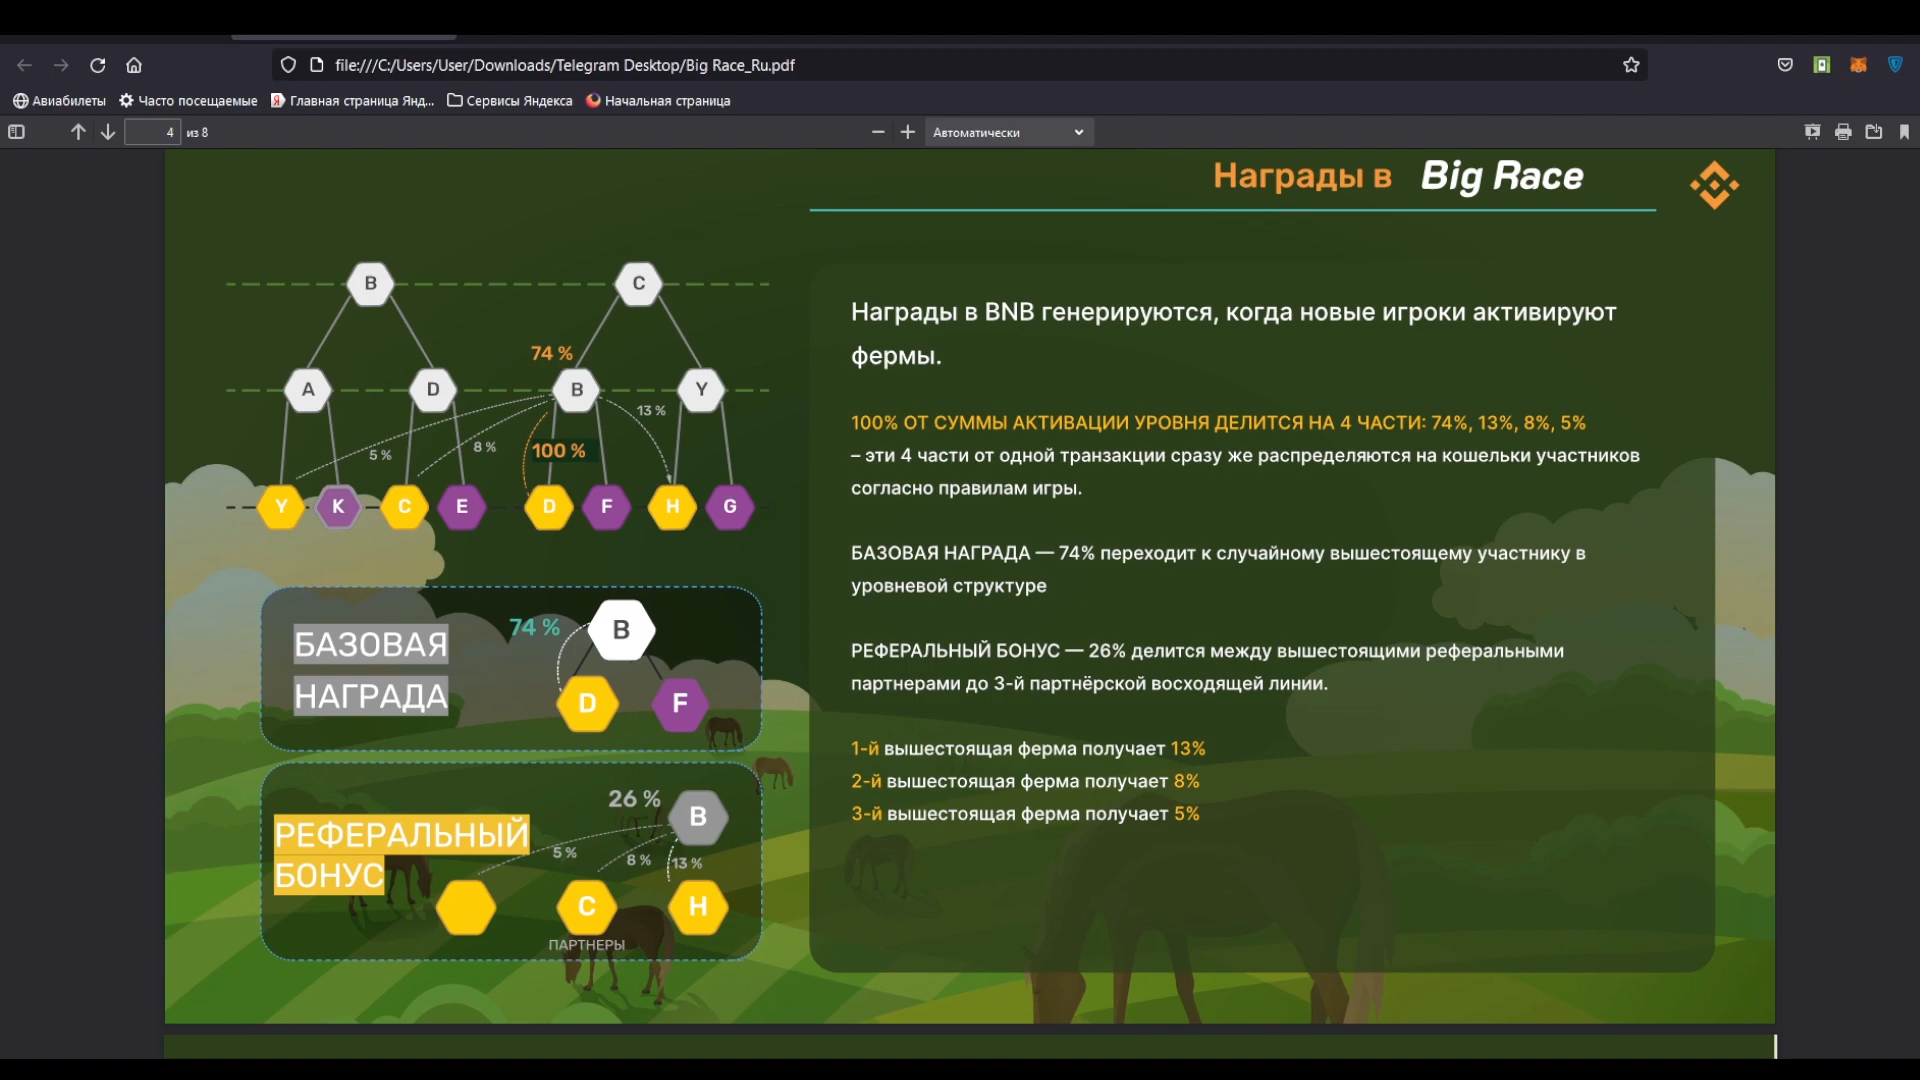 file:///C:/Users/User/Downloads/Telegram Desktop/Big Race_Ru.pdf
Авиабилеты Часто посещаемые Главная страница Янд... Сервисы Яндекса Начальная страница
4 из 8 Автоматически
Награды в Big Race
B C
74 %
A D B Y
13 %
5 % 8 % 100 %
Y K C E D F H G
БАЗОВАЯ
НАГРАДА
74 % B
D F
РЕФЕРАЛЬНЫЙ
БОНУС
26 % B
5 % 8 % 13 %
C H
ПАРТНЕРЫ
Награды в BNB генерируются, когда новые игроки активируют
фермы.
100% ОТ СУММЫ АКТИВАЦИИ УРОВНЯ ДЕЛИТСЯ НА 4 ЧАСТИ: 74%, 13%, 8%, 5%
– эти 4 части от одной транзакции сразу же распределяются на кошельки участников
согласно правилам игры.
БАЗОВАЯ НАГРАДА — 74% переходит к случайному вышестоящему участнику в
уровневой структуре
РЕФЕРАЛЬНЫЙ БОНУС — 26% делится между вышестоящими реферальными
партнерами до 3-й партнёрской восходящей линии.
1-й вышестоящая ферма получает 13%
2-й вышестоящая ферма получает 8%
3-й вышестоящая ферма получает 5%